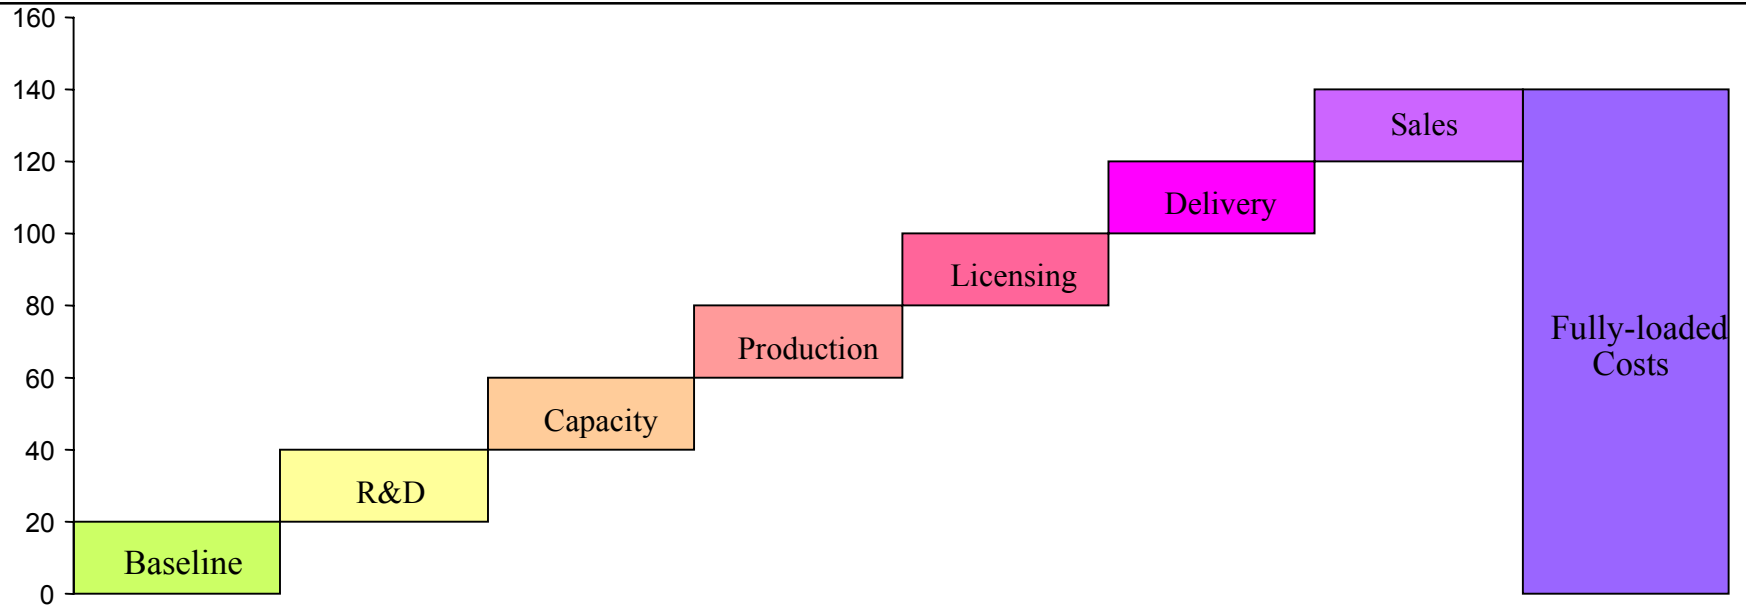 160
140
120
100
80
60
40
20
0
Baseline
R&D
Capacity
Production
Licensing
Delivery
Sales
Fully-loaded
Costs